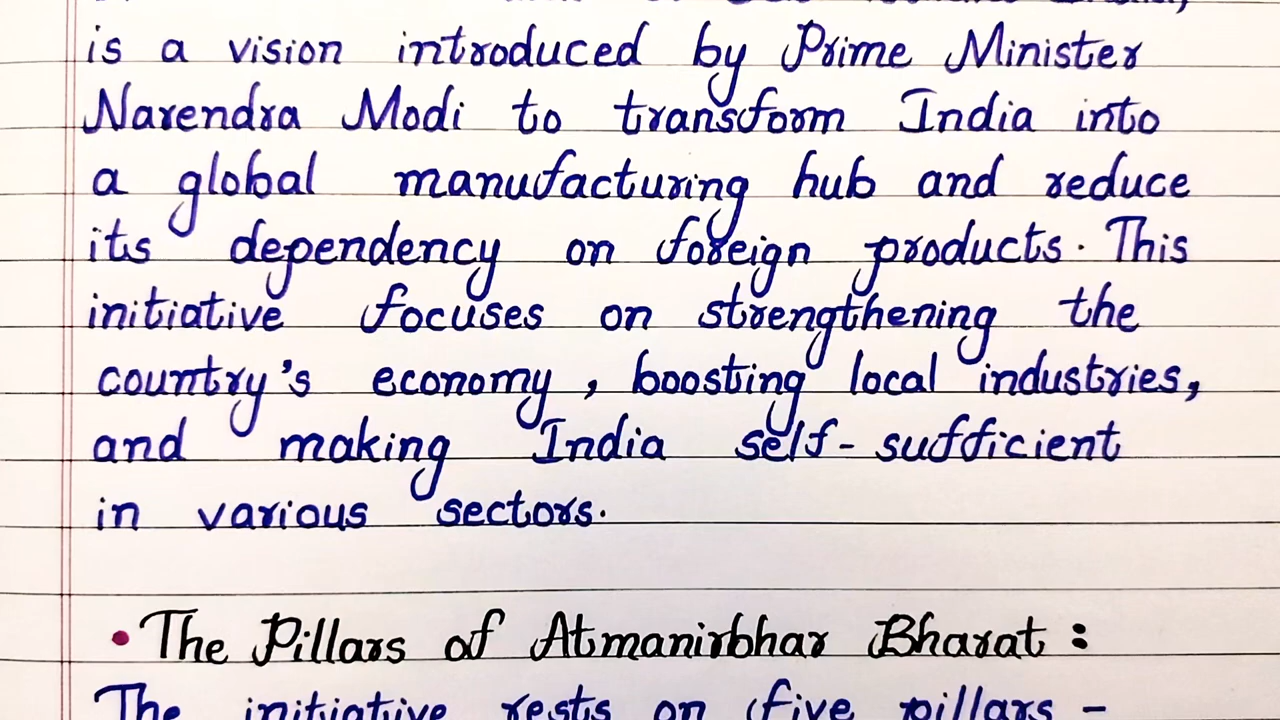 is a vision introduced by Prime Minister
Narendra Modi to transform India into
a global manufacturing hub and reduce
its dependency on foreign products. This
initiative focuses on strengthening the
country's economy, boosting local industries,
and making India self-sufficient
in various sectors.
• The Pillars of Atmanirbhar Bharat :
The initiative rests on five pillars -